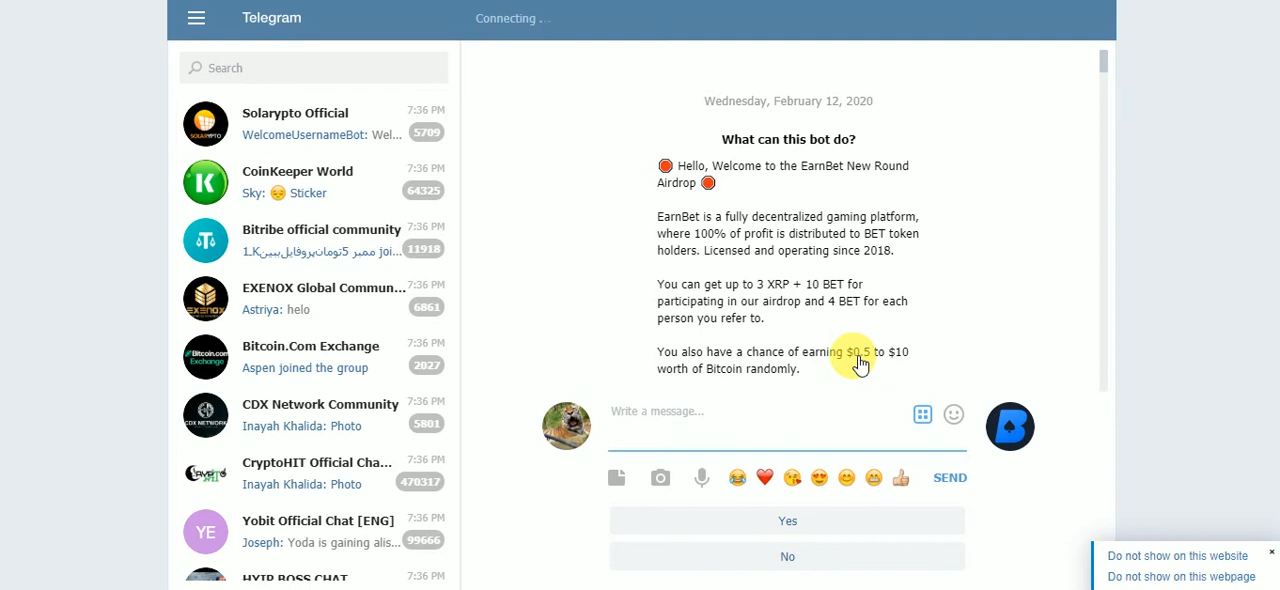 Telegram
Connecting ...
Search
Solarypto Official
7:36 PM
WelcomeUsernameBot: Wel...
5709
CoinKeeper World
7:36 PM
Sky: 😔 Sticker
64325
Bitribe official community
7:36 PM
1.K ممبر 5تومان‌پروفایل‌ببین joi...
11918
EXENOX Global Commun...
7:36 PM
Astriya: helo
6861
Bitcoin.Com Exchange
7:36 PM
Aspen joined the group
2027
CDX Network Community
7:36 PM
Inayah Khalida: Photo
5801
CryptoHIT Official Cha...
7:36 PM
Inayah Khalida: Photo
470317
YE
Yobit Official Chat [ENG]
7:36 PM
Joseph: Yoda is gaining alis...
99666
HYIP BOSS CHAT
7:36 PM
Wednesday, February 12, 2020
What can this bot do?
🛑 Hello, Welcome to the EarnBet New Round
Airdrop 🛑
EarnBet is a fully decentralized gaming platform,
where 100% of profit is distributed to BET token
holders. Licensed and operating since 2018.
You can get up to 3 XRP + 10 BET for
participating in our airdrop and 4 BET for each
person you refer to.
You also have a chance of earning $0.5 to $10
worth of Bitcoin randomly.
Write a message...
😂 ❤️ 😘 😍 😊 😁 👍
SEND
Yes
No
Do not show on this website
Do not show on this webpage